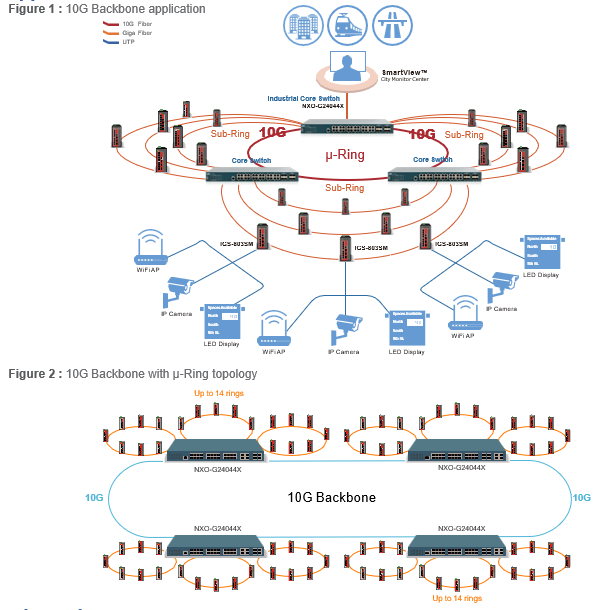 Figure 1 : 10G Backbone application
10G Fiber
Giga Fiber
UTP
SmartView™
City Monitor Center
Industrial Core Switch
NXO-G24044X
Sub-Ring
10G
10G
Sub-Ring
μ-Ring
Core Switch
Core Switch
Sub-Ring
IGS-803SM
IGS-803SM
IGS-803SM
WiFi AP
IP Camera
LED Display
WiFi AP
IP Camera
LED Display
WiFi AP
IP Camera
LED Display
Figure 2 : 10G Backbone with μ-Ring topology
Up to 14 rings
NXO-G24044X
NXO-G24044X
10G
10G Backbone
10G
NXO-G24044X
NXO-G24044X
Up to 14 rings